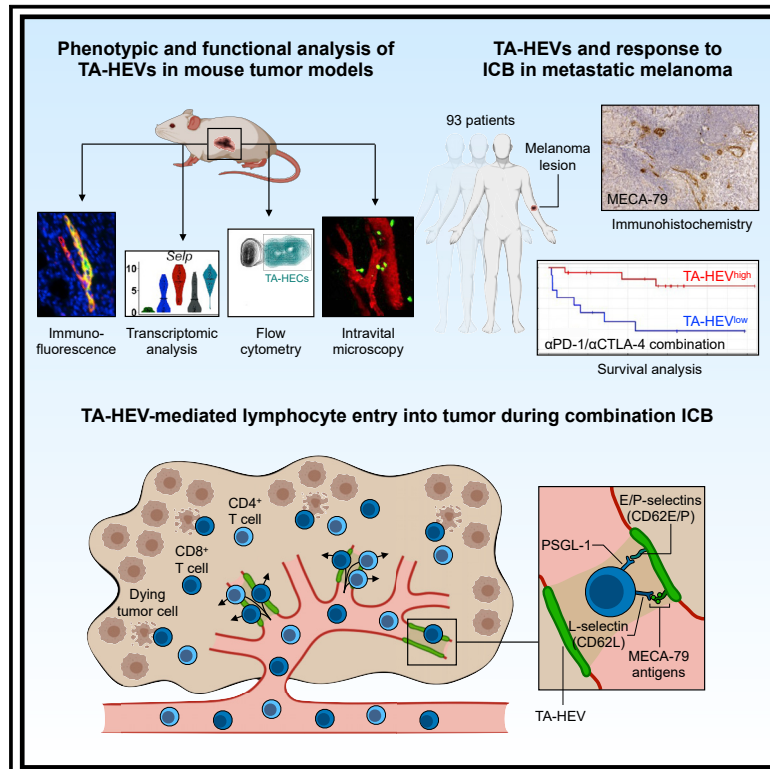 Phenotypic and functional analysis of
TA-HEVs in mouse tumor models
Immuno-
fluorescence
Selp
10
5
0
Transcriptomic
analysis
TA-HECs
Flow
cytometry
Intravital
microscopy
TA-HEVs and response to
ICB in metastatic melanoma
93 patients
Melanoma
lesion
MECA-79
Immunohistochemistry
TA-HEVhigh
TA-HEVlow
αPD-1/αCTLA-4 combination
Survival analysis
TA-HEV-mediated lymphocyte entry into tumor during combination ICB
CD4+
T cell
CD8+
T cell
Dying
tumor cell
E/P-selectins
(CD62E/P)
PSGL-1
L-selectin
(CD62L)
MECA-79
antigens
TA-HEV